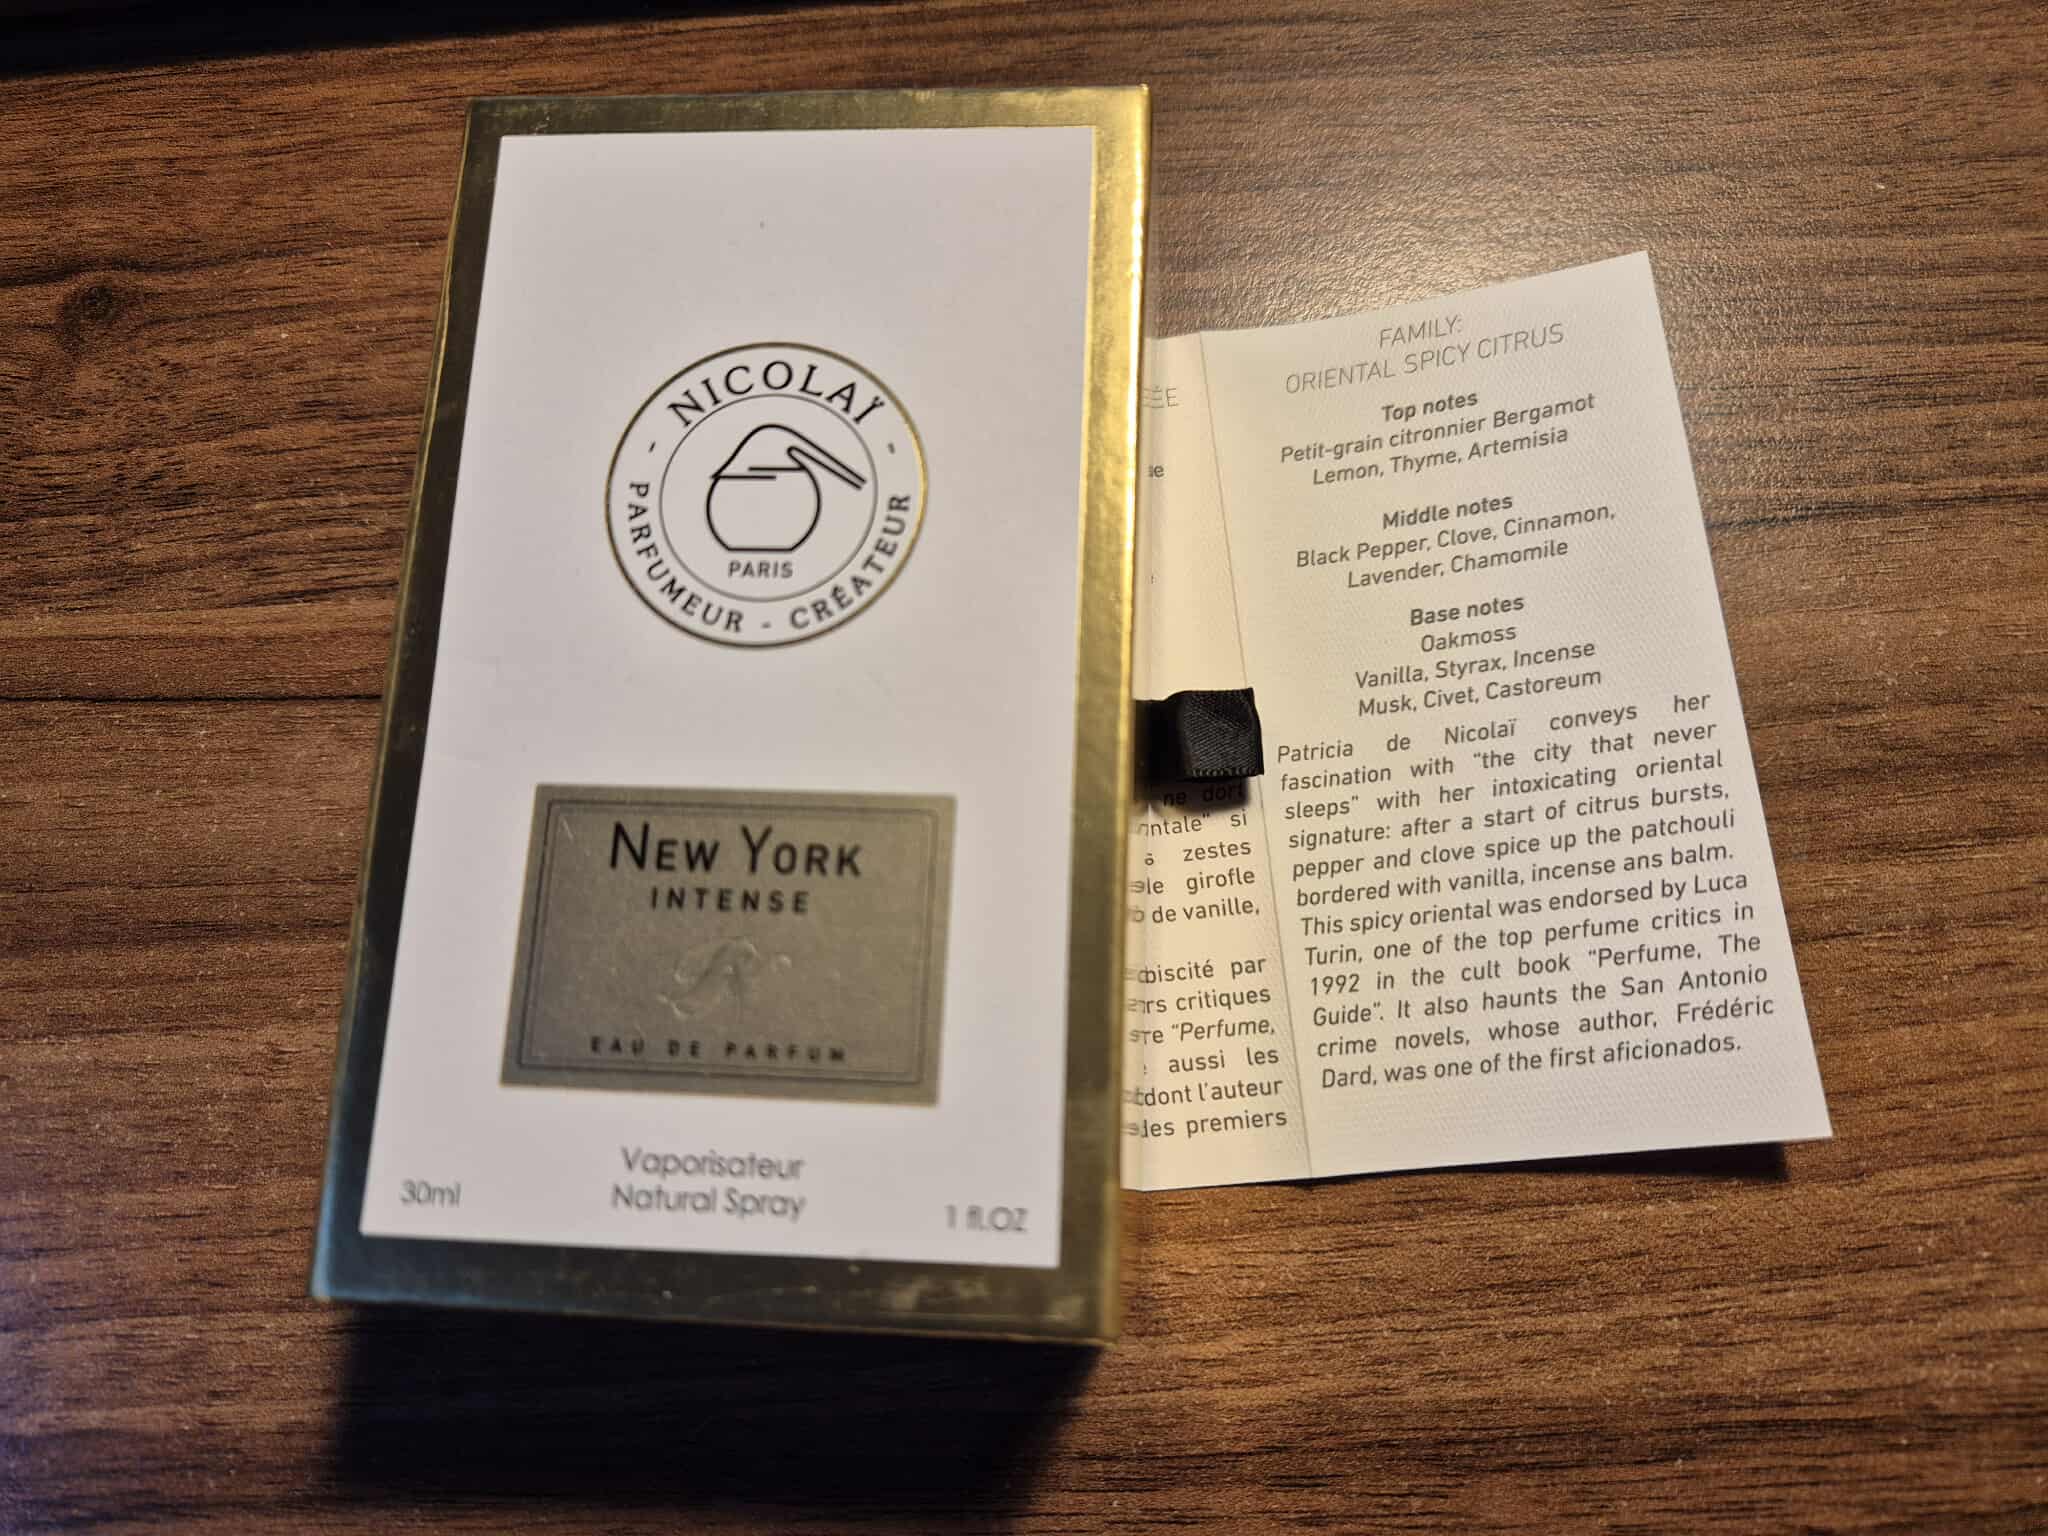 - NICOLAÏ -
PARFUMEUR - CRÉATEUR
PARIS
NEW YORK
INTENSE
EAU DE PARFUM
Vaporisateur
Natural Spray
30ml
1 fl.OZ
ne dort
si
zestes
girofle
de vanille,
par
critiques
“Perfume,
aussi les
dont l'auteur
des premiers
FAMILY:
ORIENTAL SPICY CITRUS
Top notes
Petit-grain citronnier Bergamot
Lemon, Thyme, Artemisia
Middle notes
Black Pepper, Clove, Cinnamon,
Lavender, Chamomile
Base notes
Oakmoss
Vanilla, Styrax, Incense
Musk, Civet, Castoreum
Patricia de Nicolaï conveys her
fascination with “the city that never
sleeps” with her intoxicating oriental
signature: after a start of citrus bursts,
pepper and clove spice up the patchouli
bordered with vanilla, incense ans balm.
This spicy oriental was endorsed by Luca
Turin, one of the top perfume critics in
1992 in the cult book “Perfume, The
Guide”. It also haunts the San Antonio
crime novels, whose author, Frédéric
Dard, was one of the first aficionados.